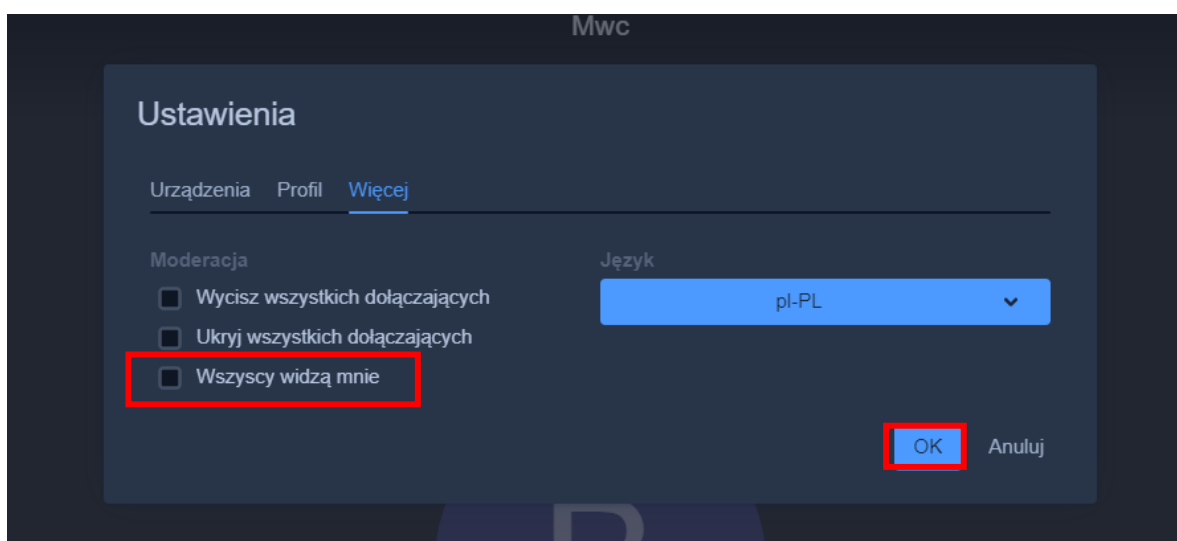 Mwc
Ustawienia
Urządzenia Profil Więcej
Moderacja
Wycisz wszystkich dołączających
Ukryj wszystkich dołączających
Wszyscy widzą mnie
Język
pl-PL
OK Anuluj